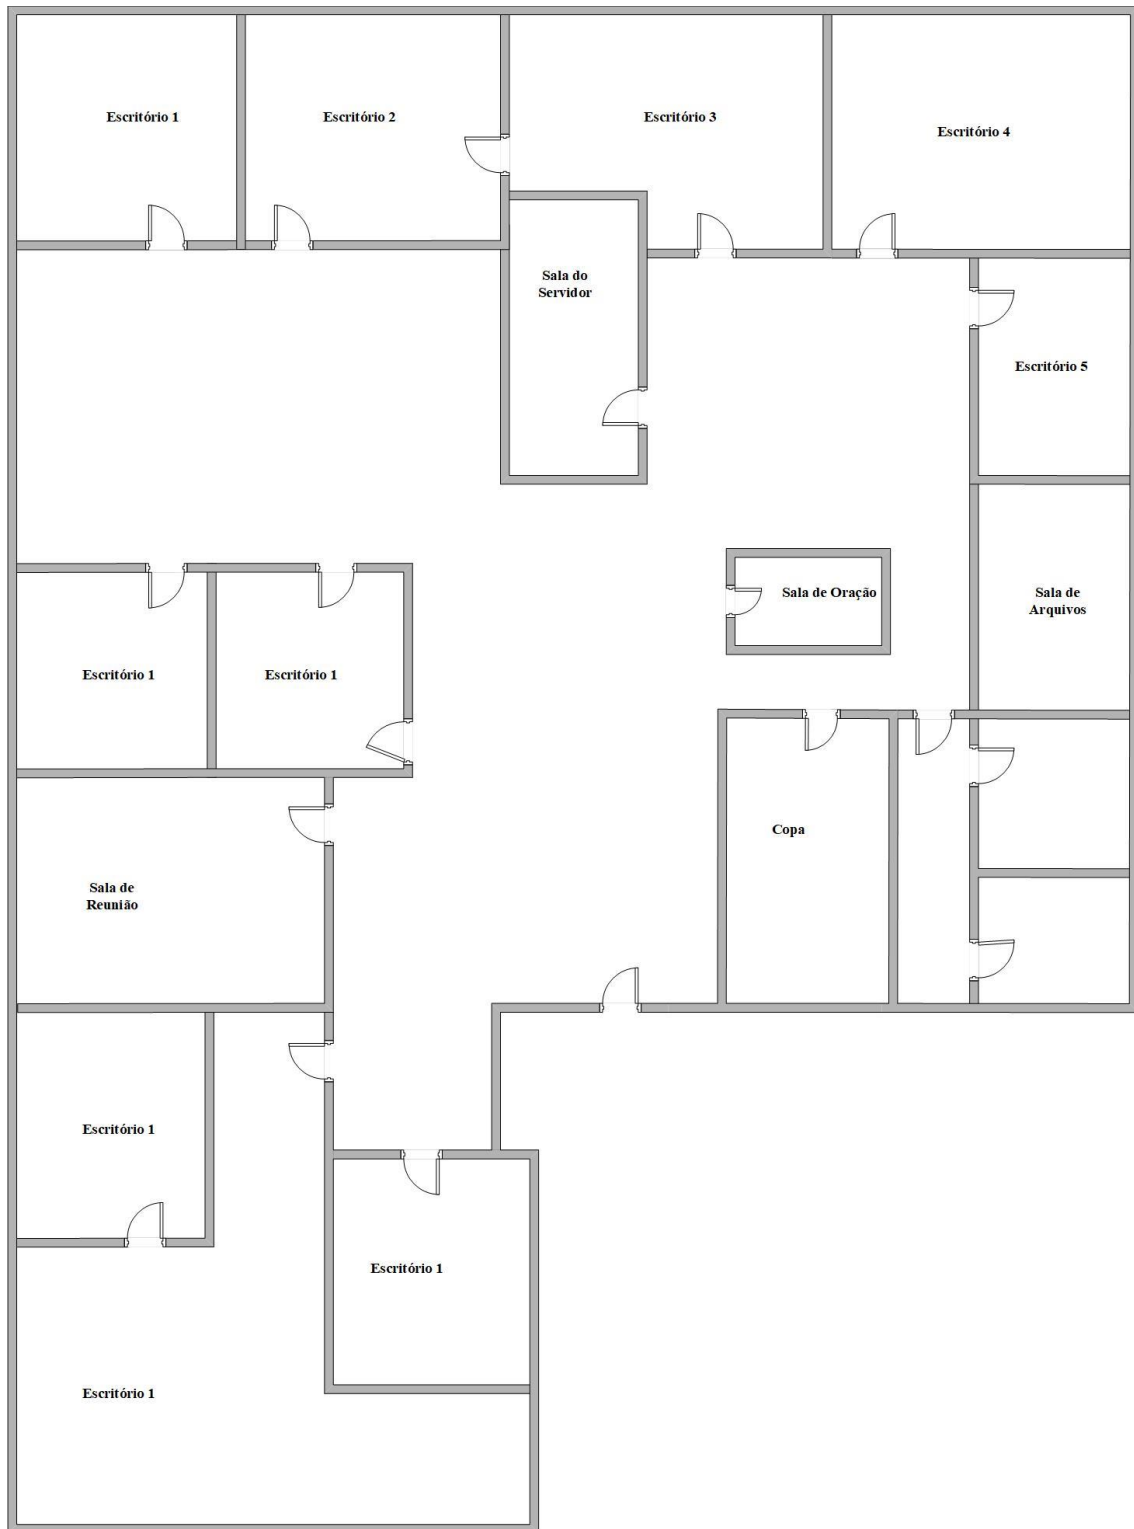 Escritório 1
Escritório 2
Escritório 3
Escritório 4
Sala do
Servidor
Escritório 5
Sala de Oração
Sala de
Arquivos
Escritório 1
Escritório 1
Copa
Sala de
Reunião
Escritório 1
Escritório 1
Escritório 1